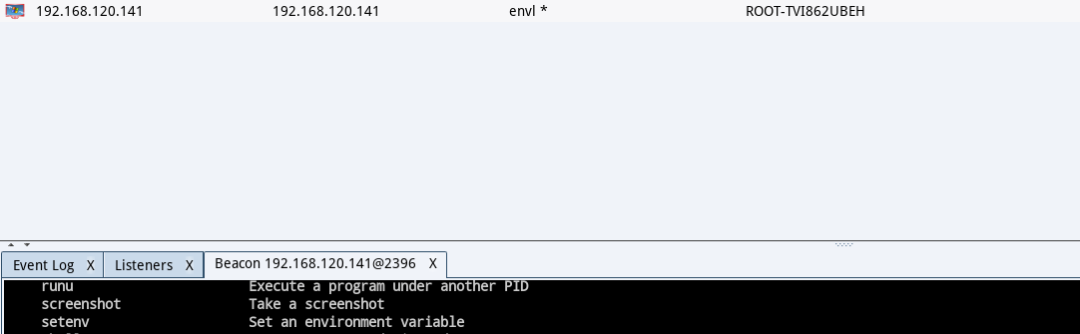 192.168.120.141 192.168.120.141 envl * ROOT-TVI862UBEH
Event Log X Listeners X Beacon 192.168.120.141@2396 X
runu Execute a program under another PID
screenshot Take a screenshot
setenv Set an environment variable